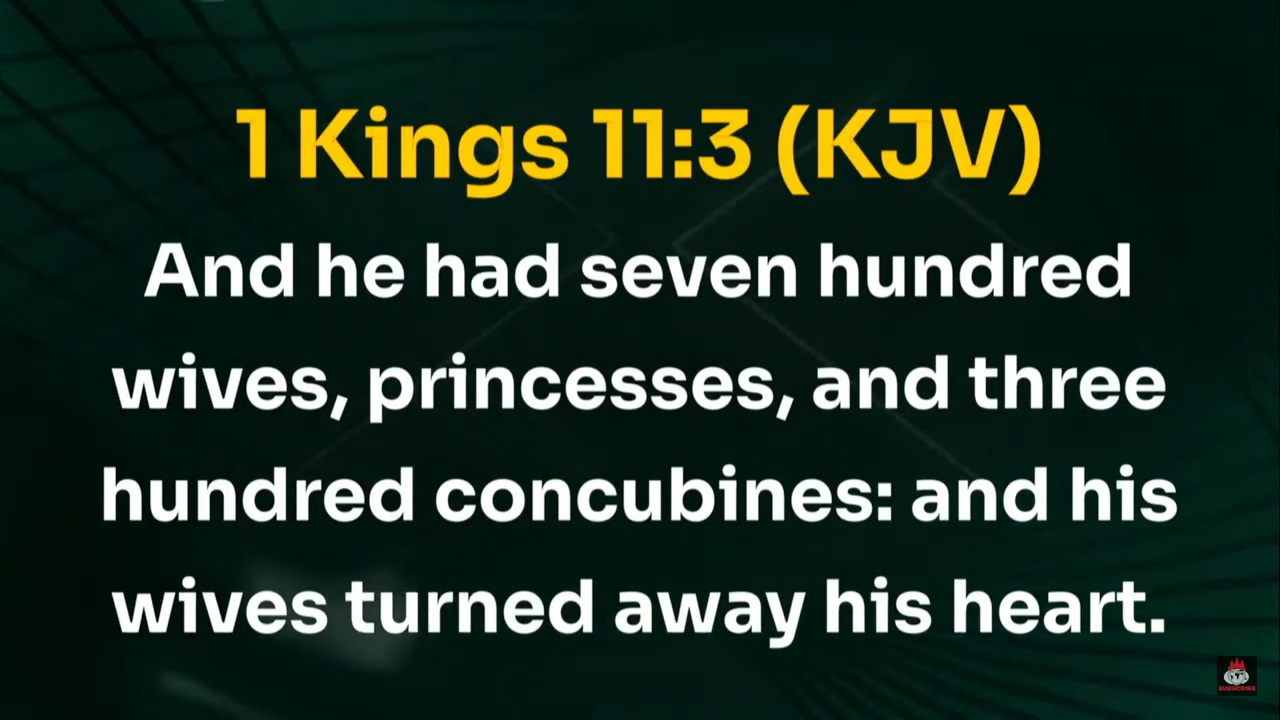 1 Kings 11:3 (KJV)
And he had seven hundred
wives, princesses, and three
hundred concubines: and his
wives turned away his heart.
SUBSCRIBE